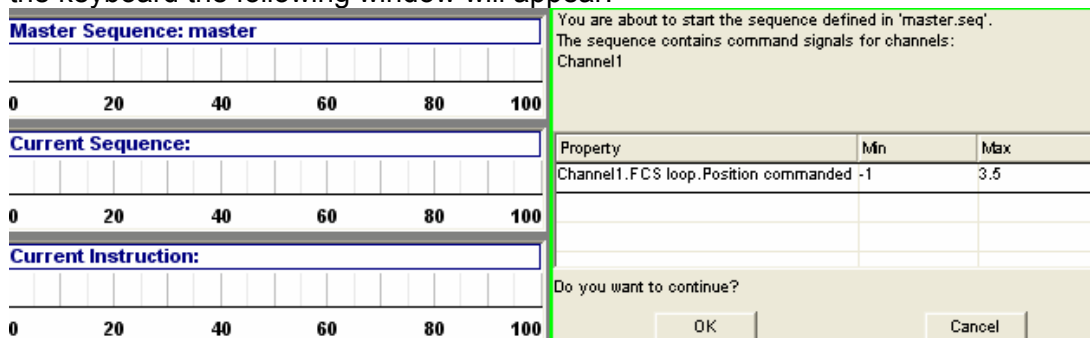 the keyboard the following window will appear:
Master Sequence: master
0 20 40 60 80 100
Current Sequence:
0 20 40 60 80 100
Current Instruction:
0 20 40 60 80 100
You are about to start the sequence defined in 'master.seq'.
The sequence contains command signals for channels:
Channel1
Property Min Max
Channel1.FCS loop.Position commanded -1 3.5
Do you want to continue?
OK Cancel